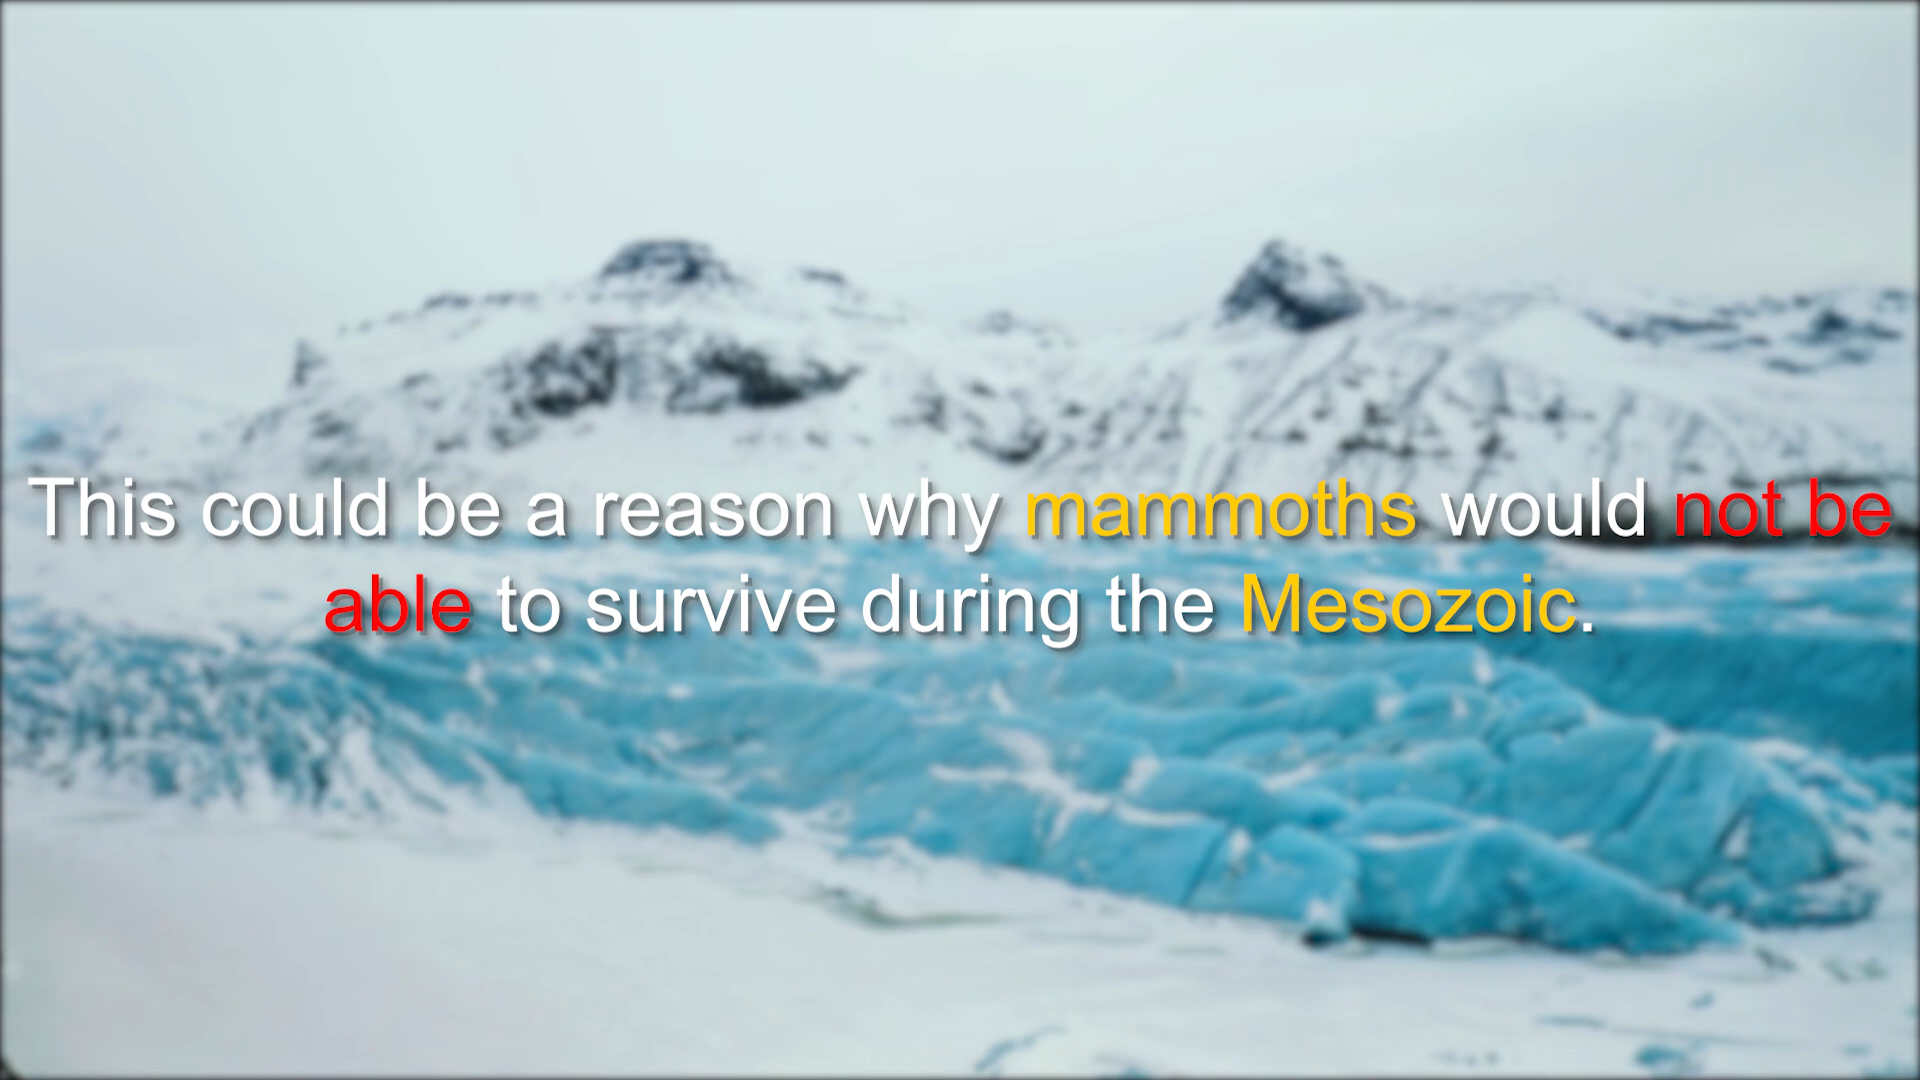 This could be a reason why mammoths would not be
able to survive during the Mesozoic.